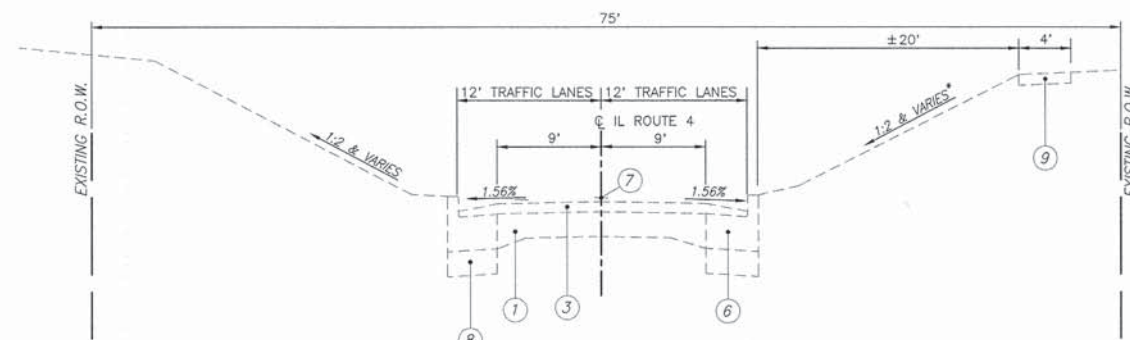 75'
±20'
4'
12' TRAFFIC LANES
12' TRAFFIC LANES
℄ IL ROUTE 4
9'
9'
EXISTING R.O.W.
EXISTING R.O.W.
1:2 & VARIES
1:2 & VARIES*
1.56%
1.56%
7
9
8
1
3
6